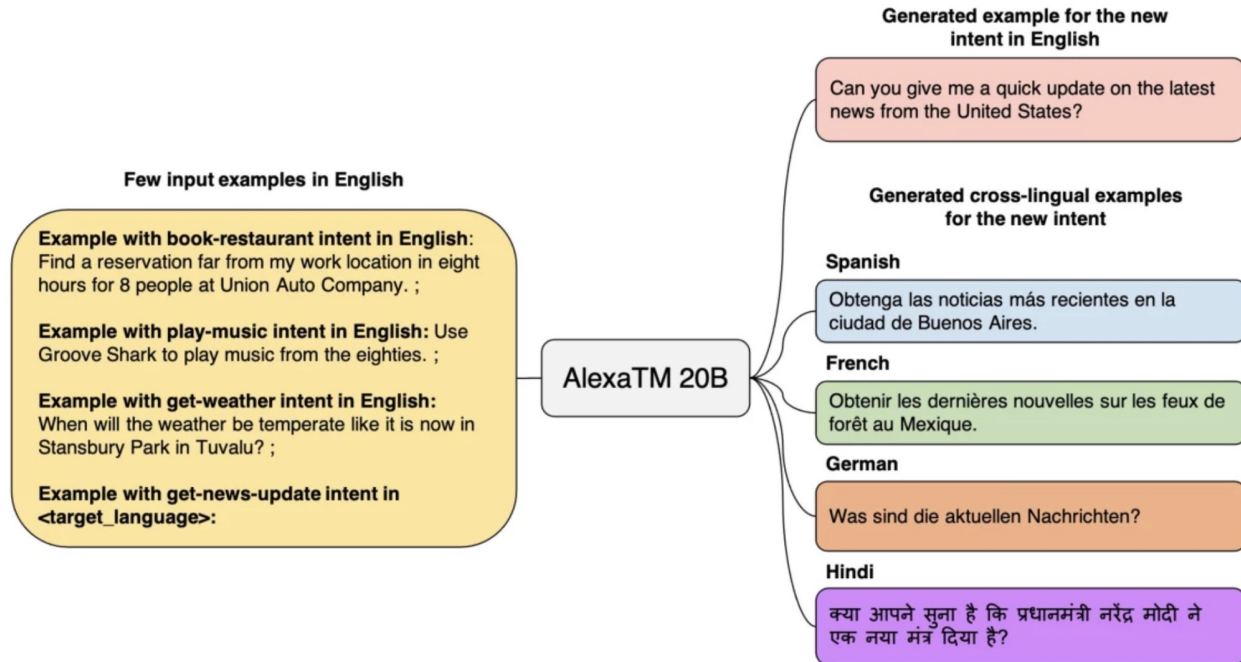 Few input examples in English
Example with book-restaurant intent in English:
Find a reservation far from my work location in eight
hours for 8 people at Union Auto Company. ;
Example with play-music intent in English: Use
Groove Shark to play music from the eighties. ;
Example with get-weather intent in English:
When will the weather be temperate like it is now in
Stansbury Park in Tuvalu? ;
Example with get-news-update intent in
<target_language>:
AlexaTM 20B
Generated example for the new
intent in English
Can you give me a quick update on the latest
news from the United States?
Generated cross-lingual examples
for the new intent
Spanish
Obtenga las noticias más recientes en la
ciudad de Buenos Aires.
French
Obtenir les dernières nouvelles sur les feux de
forêt au Mexique.
German
Was sind die aktuellen Nachrichten?
Hindi
क्या आपने सुना है कि प्रधानमंत्री नरेंद्र मोदी ने
एक नया मंत्र दिया है?